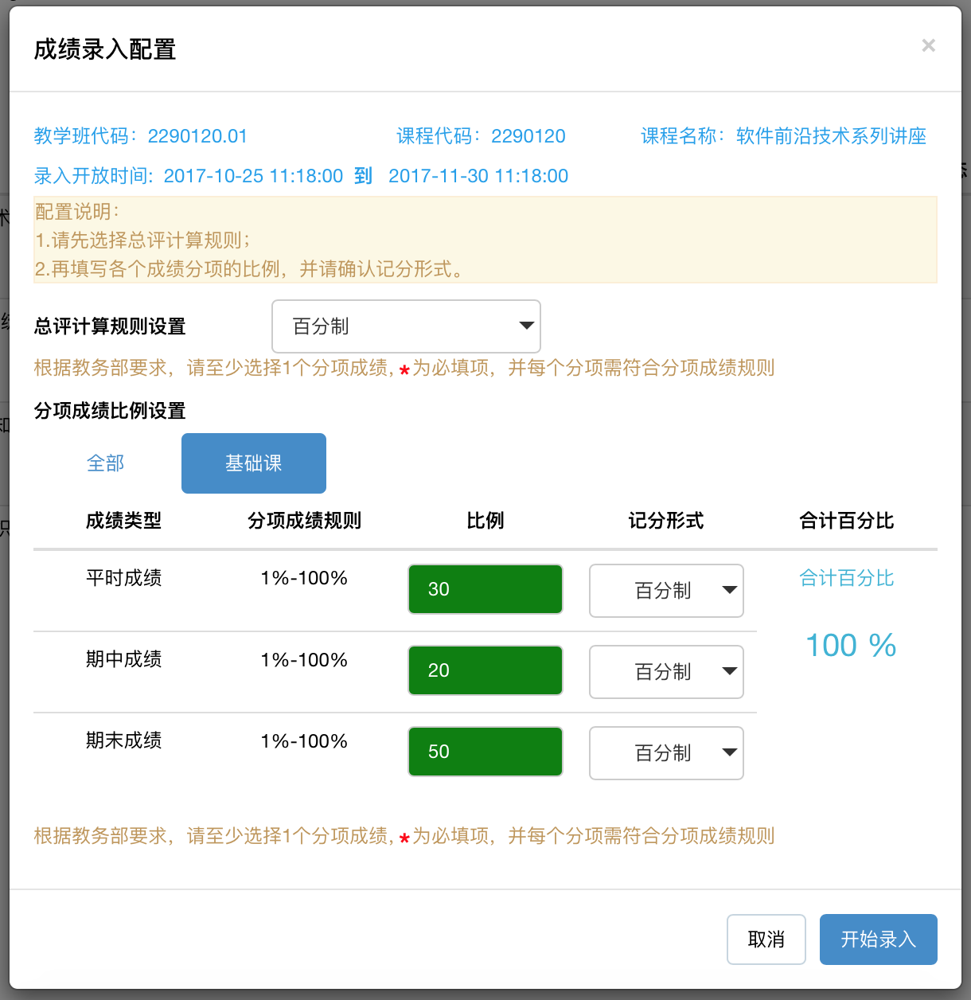 成绩录入配置 ×
教学班代码：2290120.01 课程代码：2290120 课程名称：软件前沿技术系列讲座
录入开放时间: 2017-10-25 11:18:00 到 2017-11-30 11:18:00
配置说明：
1.请先选择总评计算规则；
2.再填写各个成绩分项的比例，并请确认记分形式。
总评计算规则设置 百分制
根据教务部要求，请至少选择1个分项成绩,*为必填项，并每个分项需符合分项成绩规则
分项成绩比例设置
全部 基础课
成绩类型 分项成绩规则 比例 记分形式 合计百分比
平时成绩 1%-100% 30 百分制 合计百分比
100 %
期中成绩 1%-100% 20 百分制
期末成绩 1%-100% 50 百分制
根据教务部要求，请至少选择1个分项成绩,*为必填项，并每个分项需符合分项成绩规则
取消 开始录入